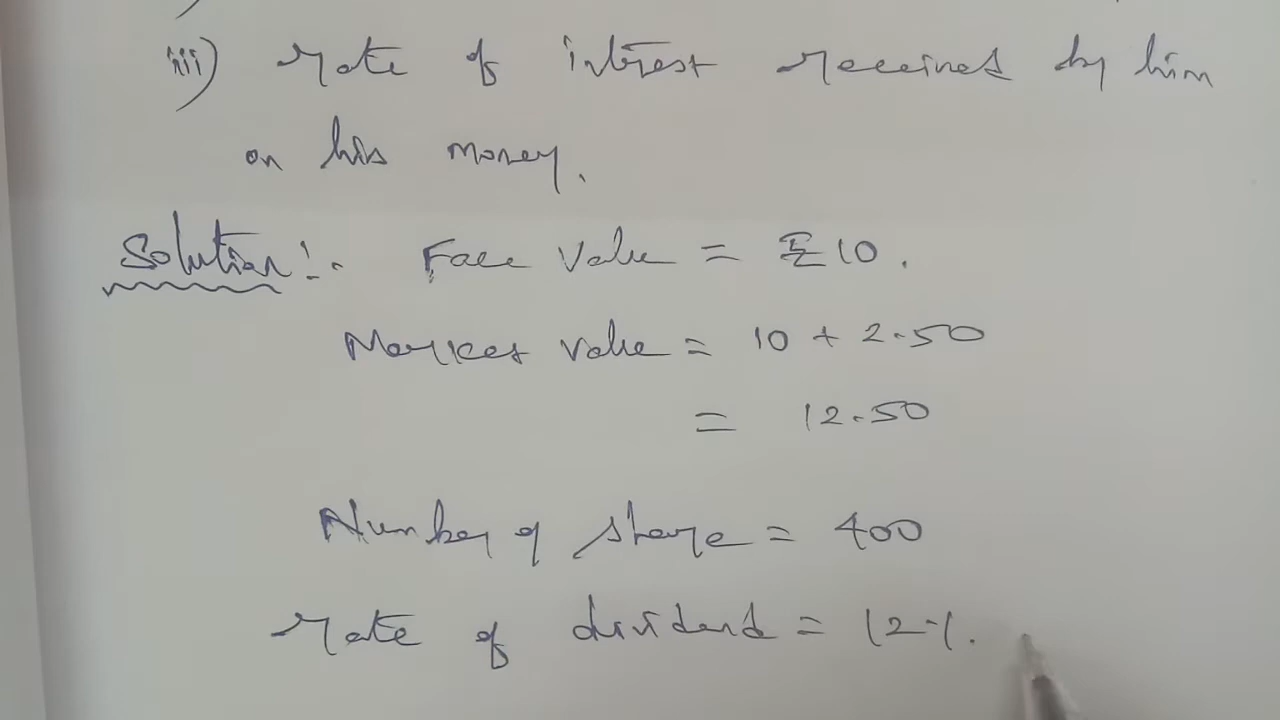 iii) rate of interest received by him
on his money.
Solution:- Face Value = ₹10.
Market Value = 10 + 2.50
= 12.50
Number of share = 400
rate of dividend = 12%.